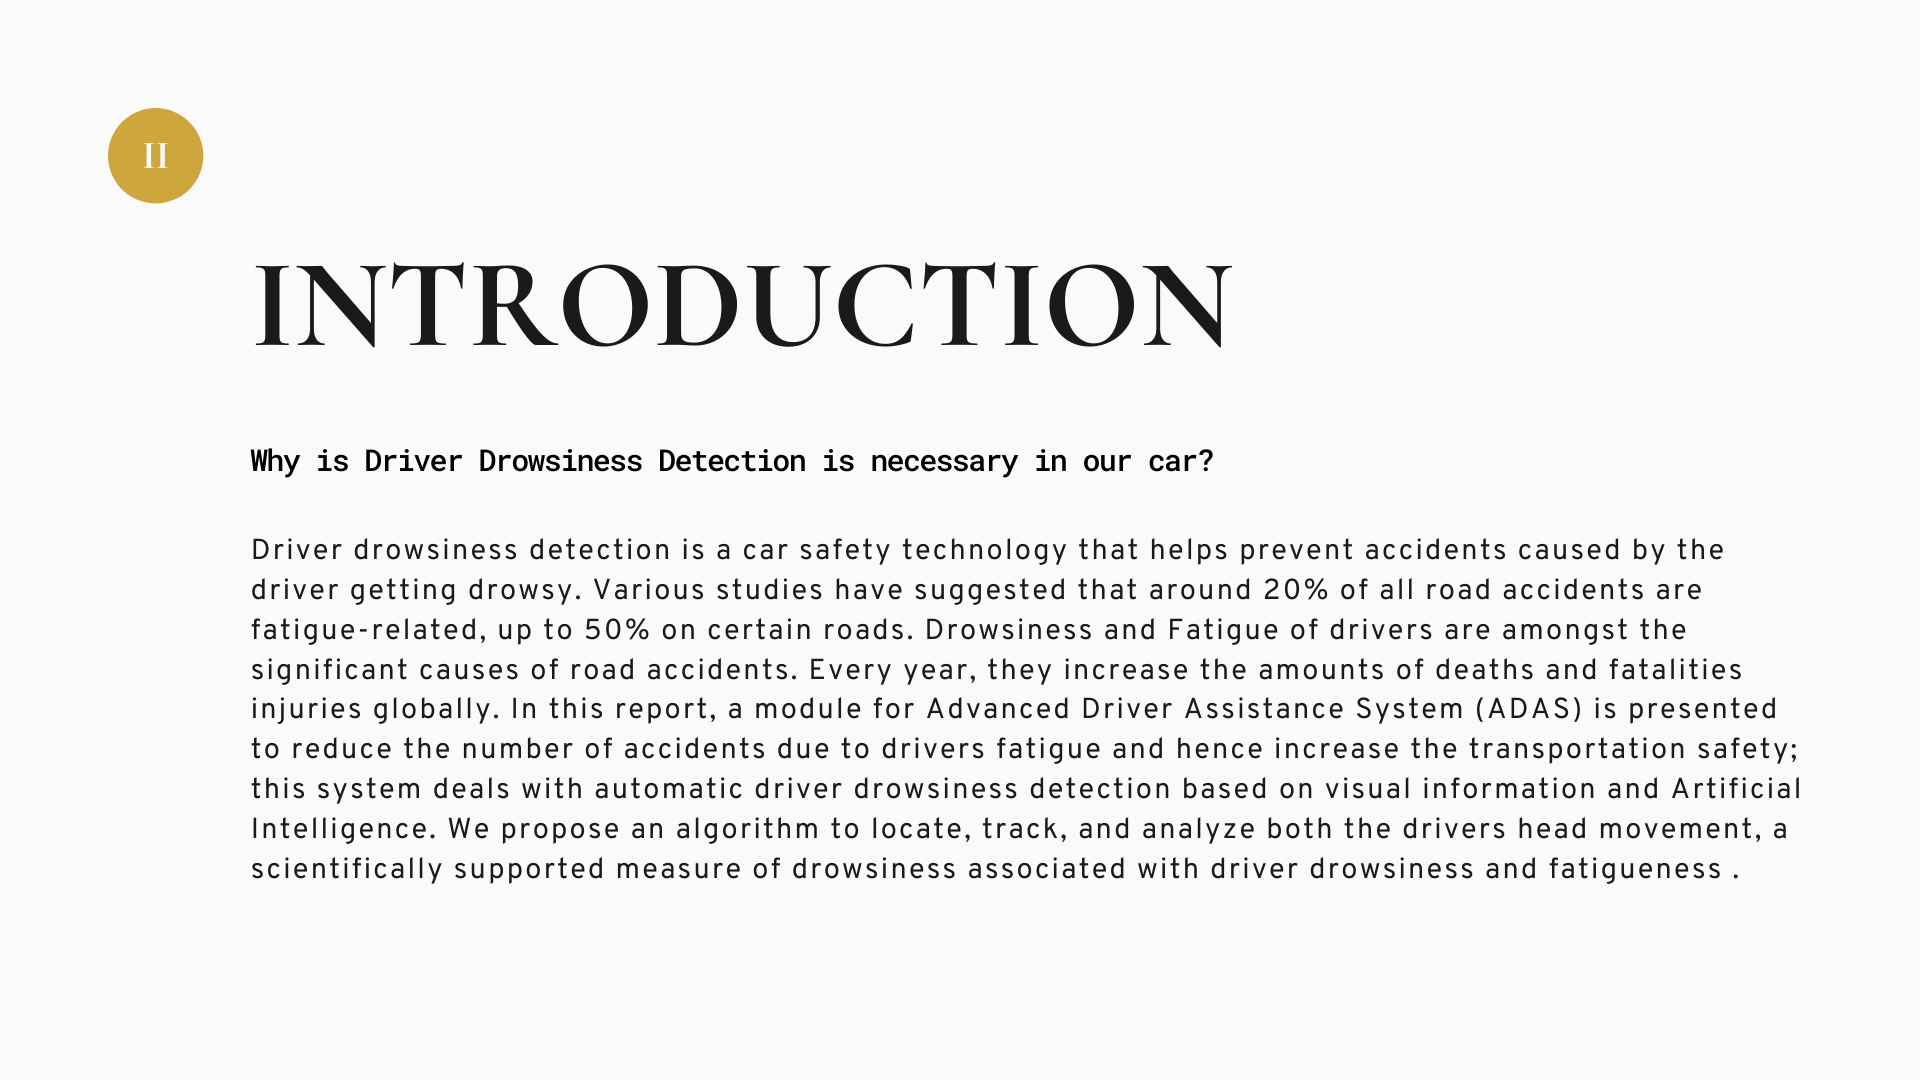 II
INTRODUCTION
Why is Driver Drowsiness Detection is necessary in our car?
Driver drowsiness detection is a car safety technology that helps prevent accidents caused by the
driver getting drowsy. Various studies have suggested that around 20% of all road accidents are
fatigue-related, up to 50% on certain roads. Drowsiness and Fatigue of drivers are amongst the
significant causes of road accidents. Every year, they increase the amounts of deaths and fatalities
injuries globally. In this report, a module for Advanced Driver Assistance System (ADAS) is presented
to reduce the number of accidents due to drivers fatigue and hence increase the transportation safety;
this system deals with automatic driver drowsiness detection based on visual information and Artificial
Intelligence. We propose an algorithm to locate, track, and analyze both the drivers head movement, a
scientifically supported measure of drowsiness associated with driver drowsiness and fatigueness .